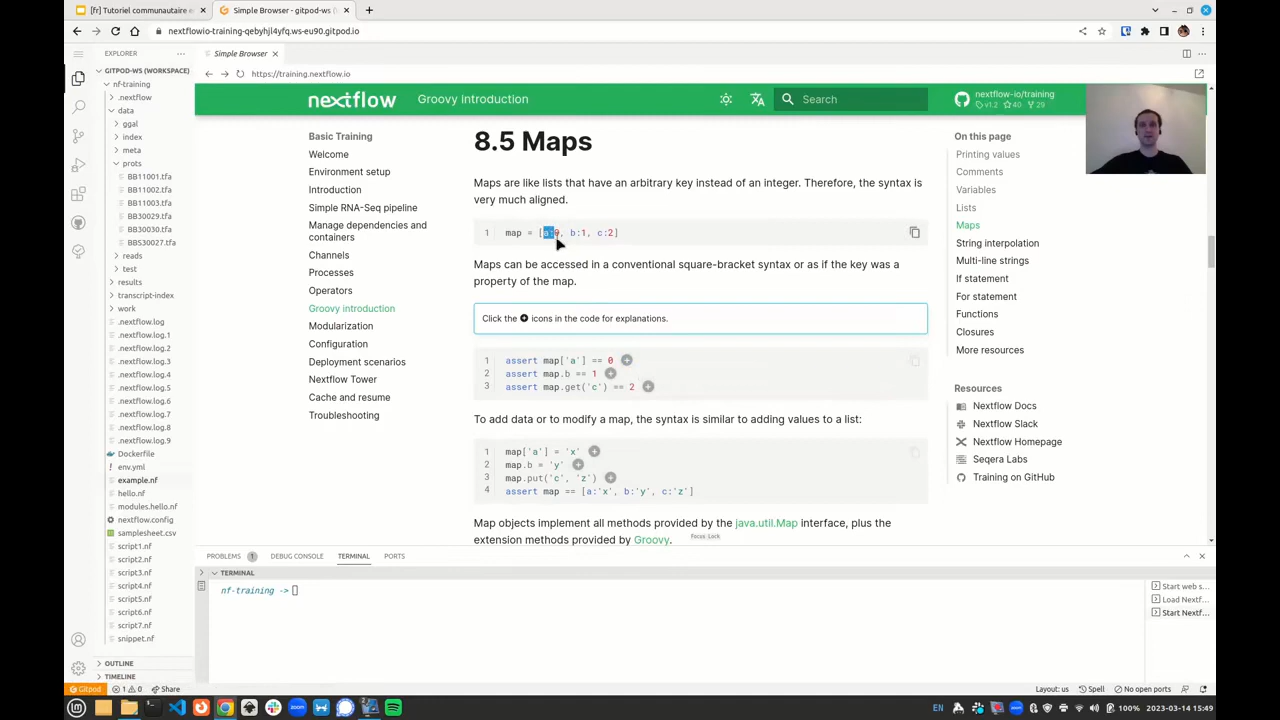 [fr] Tutoriel communautaire e
Simple Browser - gitpod-ws
nextflowio-training-qebyhjl4yfq.ws-eu90.gitpod.io
EXPLORER
Simple Browser
GITPOD-WS (WORKSPACE)
https://training.nextflow.io
nf-training
.nextflow
data
ggal
index
meta
prots
BB11001.tfa
BB11002.tfa
BB11003.tfa
BB30029.tfa
BB30030.tfa
BBS30027.tfa
reads
test
results
transcript-index
work
.nextflow.log
.nextflow.log.1
.nextflow.log.2
.nextflow.log.3
.nextflow.log.4
.nextflow.log.5
.nextflow.log.6
.nextflow.log.7
.nextflow.log.8
.nextflow.log.9
Dockerfile
env.yml
example.nf
hello.nf
modules.hello.nf
nextflow.config
samplesheet.csv
script1.nf
script2.nf
script3.nf
script4.nf
script5.nf
script6.nf
script7.nf
snippet.nf
OUTLINE
TIMELINE
nextflow
Groovy Introduction
Search
nextflow-io/training
v1.2 40 29
Basic Training
Welcome
Environment setup
Introduction
Simple RNA-Seq pipeline
Manage dependencies and
containers
Channels
Processes
Operators
Groovy introduction
Modularization
Configuration
Deployment scenarios
Nextflow Tower
Cache and resume
Troubleshooting
8.5 Maps
Maps are like lists that have an arbitrary key instead of an integer. Therefore, the syntax is
very much aligned.
1 map = [a:0, b:1, c:2]
Maps can be accessed in a conventional square-bracket syntax or as if the key was a
property of the map.
Click the + icons in the code for explanations.
1 assert map['a'] == 0
2 assert map.b == 1
3 assert map.get('c') == 2
To add data or to modify a map, the syntax is similar to adding values to a list:
1 map['a'] = 'x'
2 map.b = 'y'
3 map.put('c', 'z')
4 assert map == [a:'x', b:'y', c:'z']
Map objects implement all methods provided by the java.util.Map interface, plus the
extension methods provided by Groovy.
Focus Lock
On this page
Printing values
Comments
Variables
Lists
Maps
String interpolation
Multi-line strings
If statement
For statement
Functions
Closures
More resources
Resources
Nextflow Docs
Nextflow Slack
Nextflow Homepage
Seqera Labs
Training on GitHub
PROBLEMS 1 DEBUG CONSOLE TERMINAL PORTS
TERMINAL
nf-training ->
Start web s...
Load Nextf...
Start Nextf...
Gitpod 1 0 Share
Layout: us Spell No open ports
EN 100% 2023-03-14 15:49